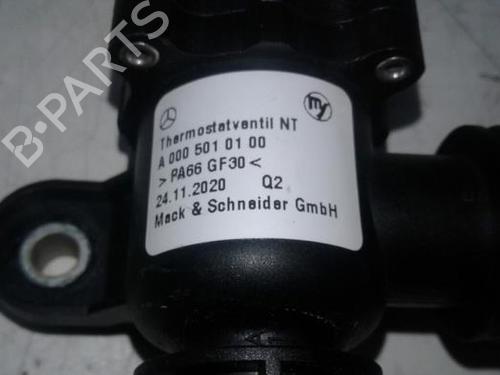 B-PARTS
Thermostatventil NT
A 000 501 01 00
> PA66 GF30 <
24.11.2020 Q2
Mack & Schneider GmbH